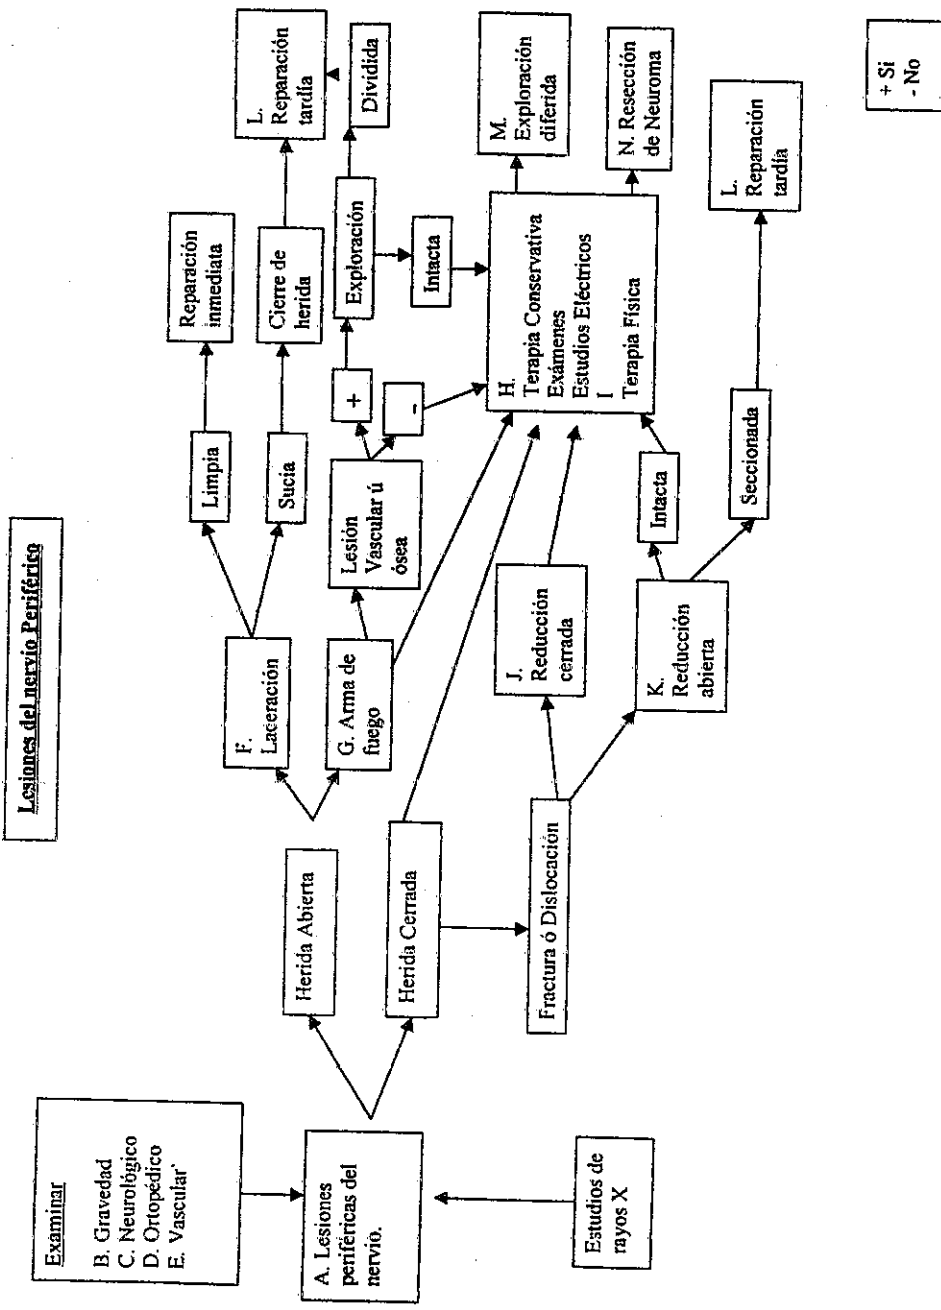 Lesiones del nervio Periférico
Examinar
B. Gravedad
C. Neurológico
D. Ortopédico
E. Vascular
A. Lesiones
periféricas del
nervio.
Estudios de
rayos X
Herida Abierta
Herida Cerrada
Fractura ó Dislocación
F.
Laceración
G. Arma de
fuego
J.
Reducción
cerrada
K.
Reducción
abierta
Limpia
Sucia
Lesión
Vascular ú
ósea
+
-
Intacta
Seccionada
Reparación
inmediata
Cierre de
herida
Exploración
Intacta
H.
Terapia Conservativa
Exámenes
Estudios Eléctricos
I
Terapia Física
L.
Reparación
tardía
Dividida
M.
Exploración
diferida
N. Resección
de Neuroma
L.
Reparación
tardía
+ Si
- No